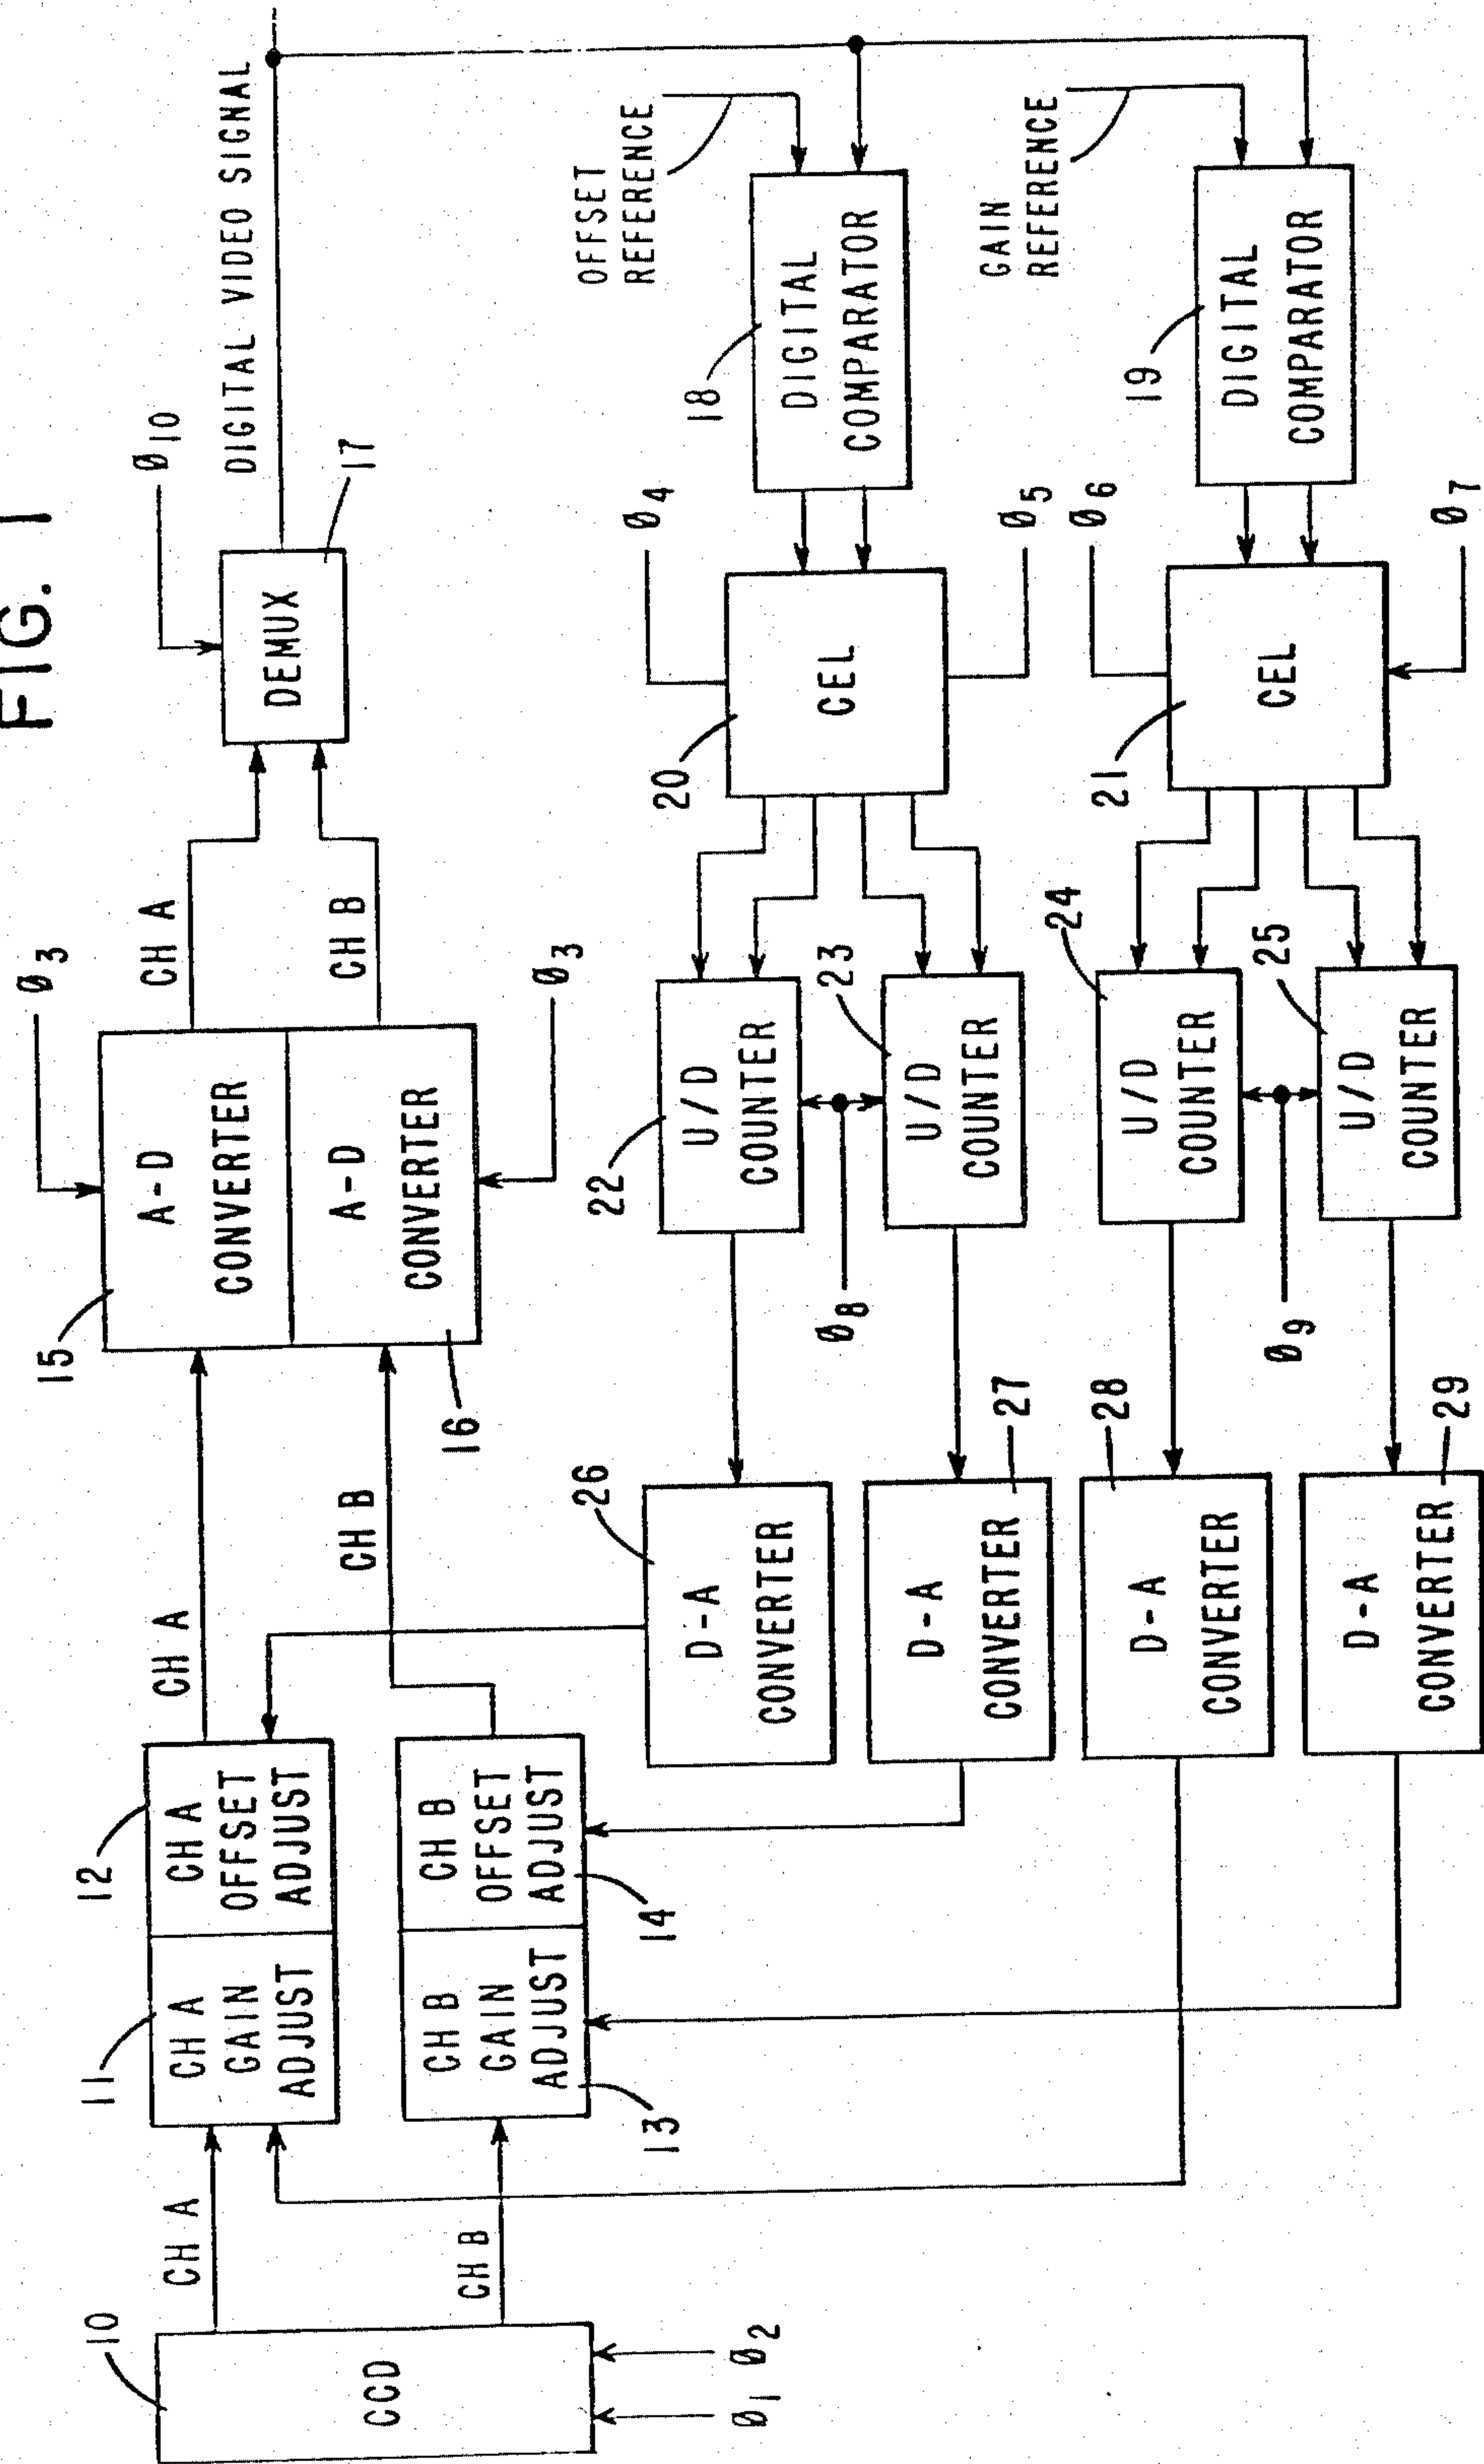 FIG. 1
10
CCD
Ø1
Ø2
CH A
CH B
11
CH A
GAIN
ADJUST
12
CH A
OFFSET
ADJUST
13
CH B
GAIN
ADJUST
14
CH B
OFFSET
ADJUST
CH A
CH B
15
A-D
CONVERTER
16
A-D
CONVERTER
Ø3
Ø3
CH A
CH B
DEMUX
17
Ø10
DIGITAL VIDEO SIGNAL
26
D-A
CONVERTER
22
U/D
COUNTER
20
CEL
Ø4
Ø5
18
DIGITAL
COMPARATOR
OFFSET
REFERENCE
27
D-A
CONVERTER
Ø8
23
U/D
COUNTER
28
D-A
CONVERTER
24
U/D
COUNTER
21
CEL
Ø6
Ø7
19
DIGITAL
COMPARATOR
GAIN
REFERENCE
29
D-A
CONVERTER
Ø9
25
U/D
COUNTER